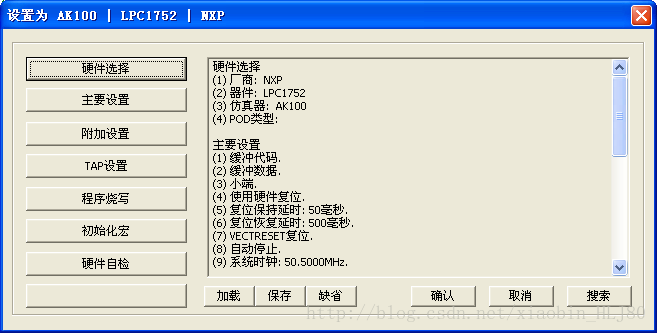 设置为 AK100 | LPC1752 | NXP
硬件选择
主要设置
附加设置
TAP设置
程序烧写
初始化宏
硬件自检
硬件选择
(1) 厂商: NXP
(2) 器件: LPC1752
(3) 仿真器: AK100
(4) POD类型:
主要设置
(1) 缓冲代码.
(2) 缓冲数据.
(3) 小端.
(4) 使用硬件复位.
(5) 复位保持延时: 50毫秒.
(6) 复位恢复延时: 500毫秒.
(7) VECTRESET复位.
(8) 自动停止.
(9) 系统时钟: 50.5000MHz.
加载 保存 缺省 确认 取消 搜索
http://blog.csdn.net/xiaobin_HLJ80